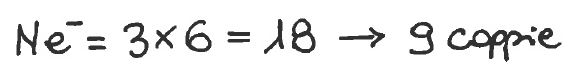 Ne⁻ = 3×6 = 18 → 9 coppie